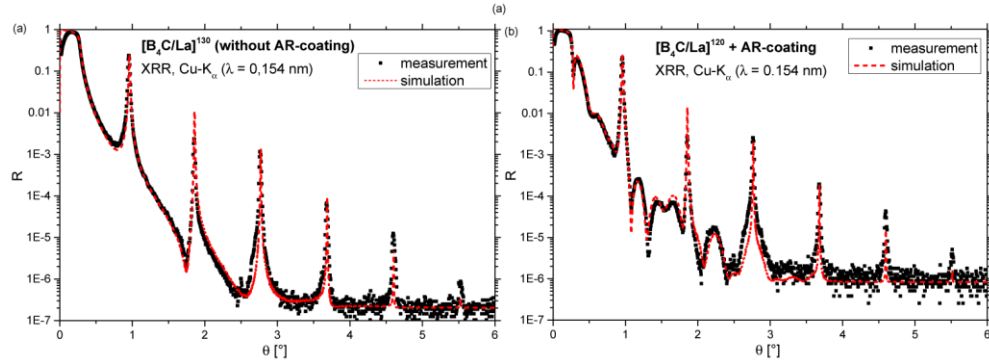 (a)
(a)
[B₄C/La]¹³⁰ (without AR-coating)
XRR, Cu-Kα (λ = 0,154 nm)
measurement
simulation
R
1
0.1
0.01
1E-3
1E-4
1E-5
1E-6
1E-7
0 1 2 3 4 5 6
θ [°]
(b)
[B₄C/La]¹²⁰ + AR-coating
XRR, Cu-Kα (λ = 0.154 nm)
measurement
simulation
R
1
0.1
0.01
1E-3
1E-4
1E-5
1E-6
1E-7
0 1 2 3 4 5 6
θ [°]